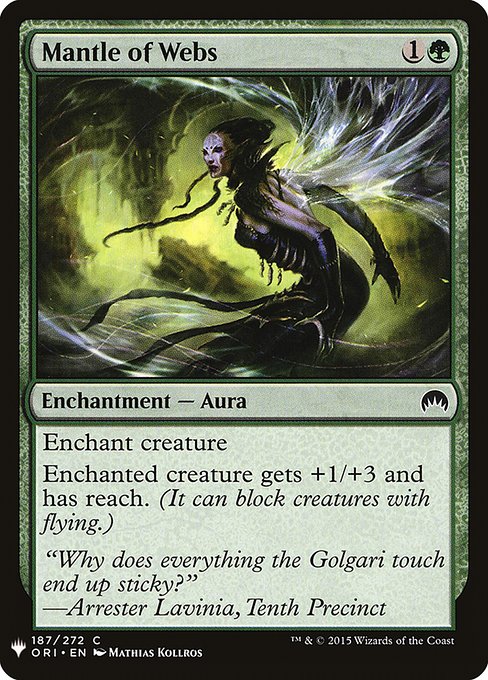 Mantle of Webs 1
Enchantment — Aura
Enchant creature
Enchanted creature gets +1/+3 and
has reach. (It can block creatures with
flying.)
“Why does everything the Golgari touch
end up sticky?”
—Arrester Lavinia, Tenth Precinct
187/272 C
ORI • EN Mathias Kollros
™ & © 2015 Wizards of the Coast